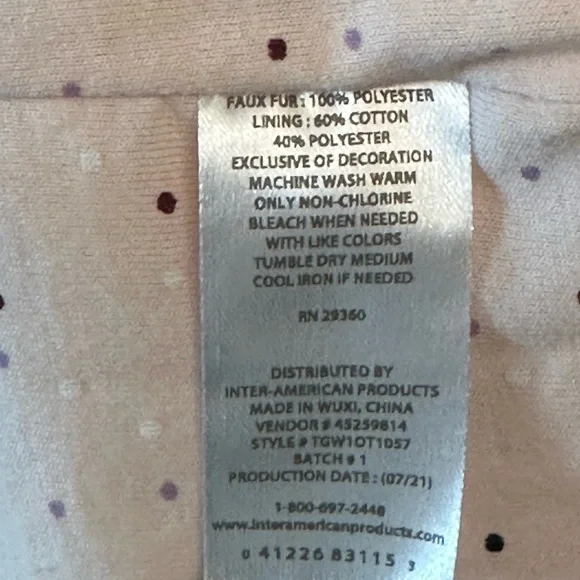 FAUX FUR : 100% POLYESTER
LINING : 60% COTTON
40% POLYESTER
EXCLUSIVE OF DECORATION
MACHINE WASH WARM
ONLY NON-CHLORINE
BLEACH WHEN NEEDED
WITH LIKE COLORS
TUMBLE DRY MEDIUM
COOL IRON IF NEEDED
RN 29360
DISTRIBUTED BY
INTER-AMERICAN PRODUCTS
MADE IN WUXI, CHINA
VENDOR # 45259814
STYLE # TGW1OT1057
BATCH # 1
PRODUCTION DATE : (07/21)
1-800-697-2448
www.interamericanproducts.com
0 41226 83115 3